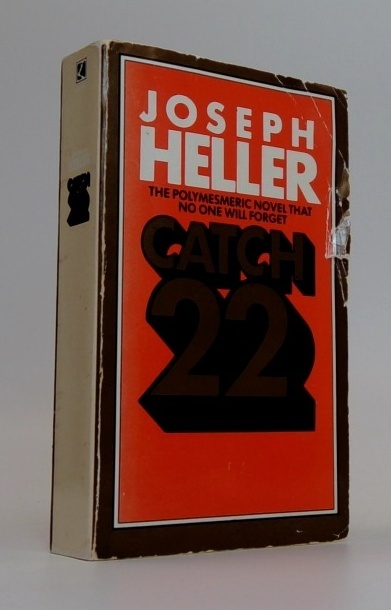 JOSEPH
HELLER
THE POLYMESMERIC NOVEL THAT
NO ONE WILL FORGET
CATCH
22